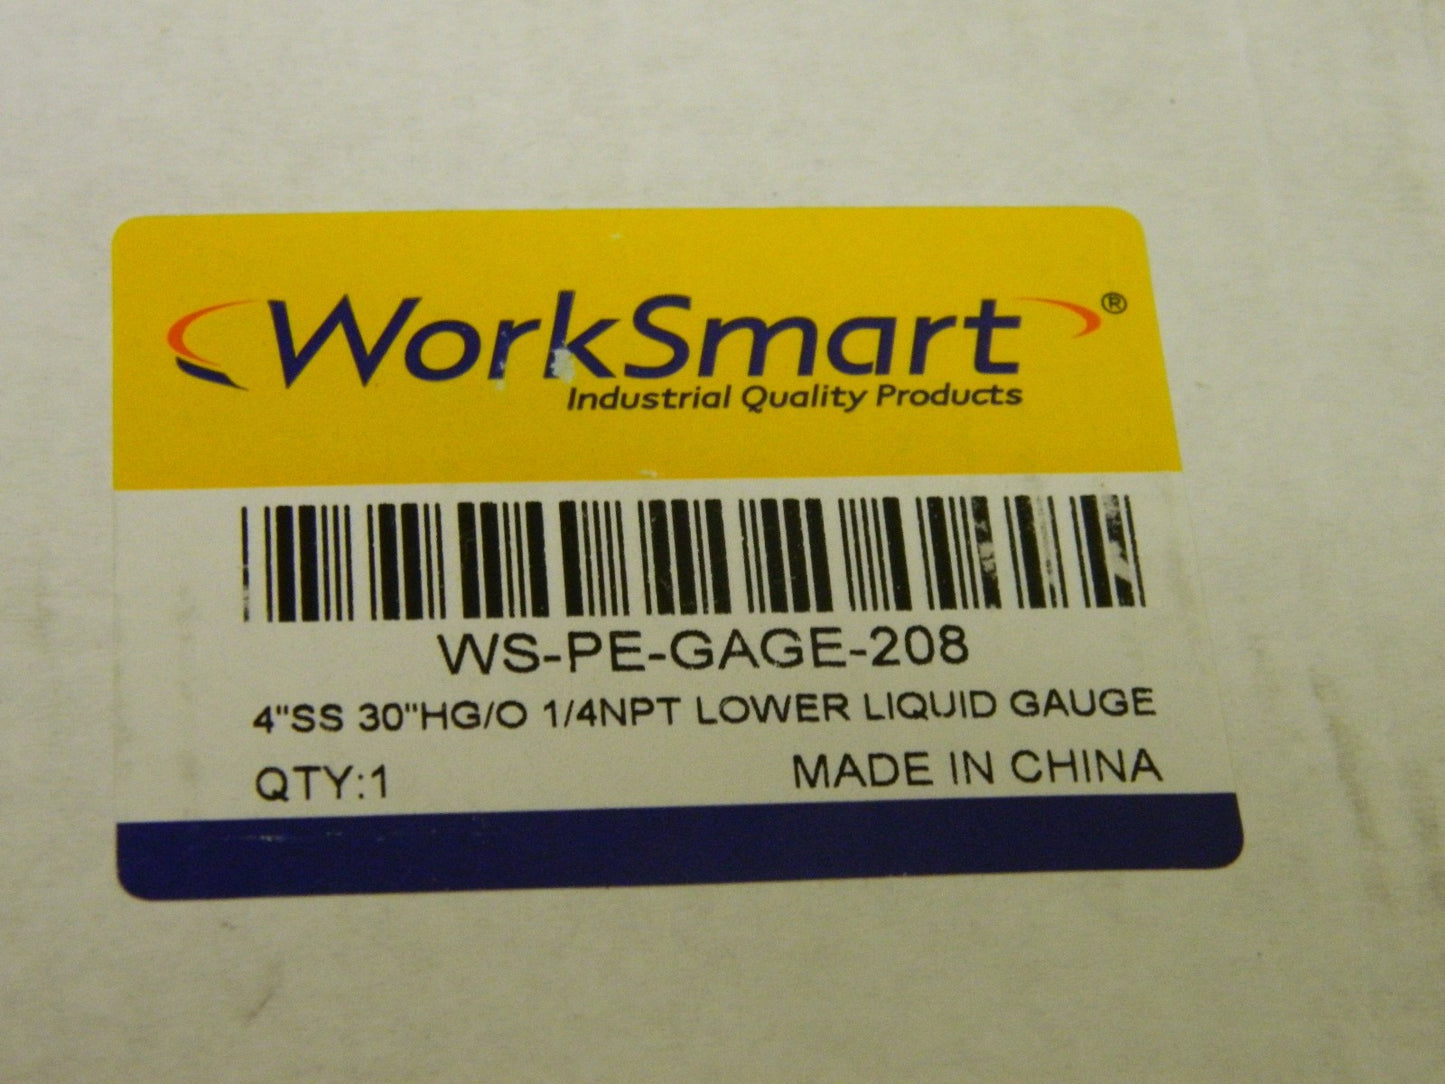 WorkSmart®
Industrial Quality Products
WS-PE-GAGE-208
4"SS 30"HG/O 1/4NPT LOWER LIQUID GAUGE
QTY:1
MADE IN CHINA